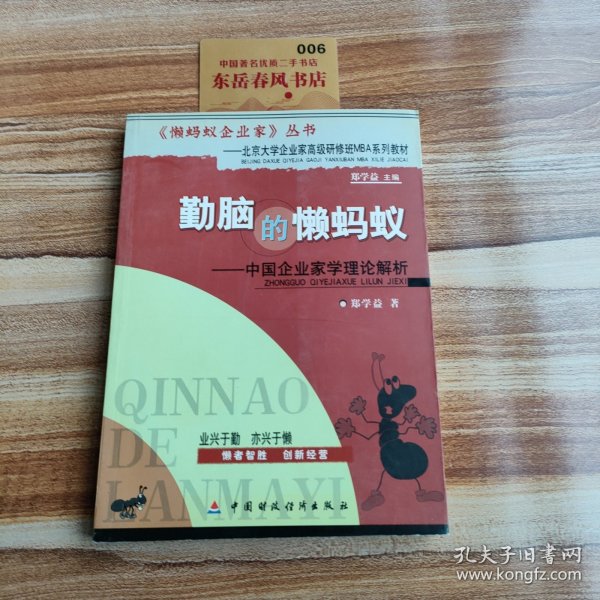 006
中国著名优质二手书店
东岳春风书店
《懒蚂蚁企业家》丛书
——北京大学企业家高级研修班MBA系列教材
BEIJING DAXUE QIYEJIA GAOJI YANXIUBAN MBA XILIE JIAOCAI
郑学益 主编
勤脑的懒蚂蚁
——中国企业家学理论解析
ZHONGGUO QIYEJIAXUE LILUN JIEXI
郑学益 著
QINNAO
DE
LANMAYI
业兴于勤 亦兴于懒
懒者智胜 创新经营
中国财政经济出版社
孔夫子旧书网
www.kongfz.com